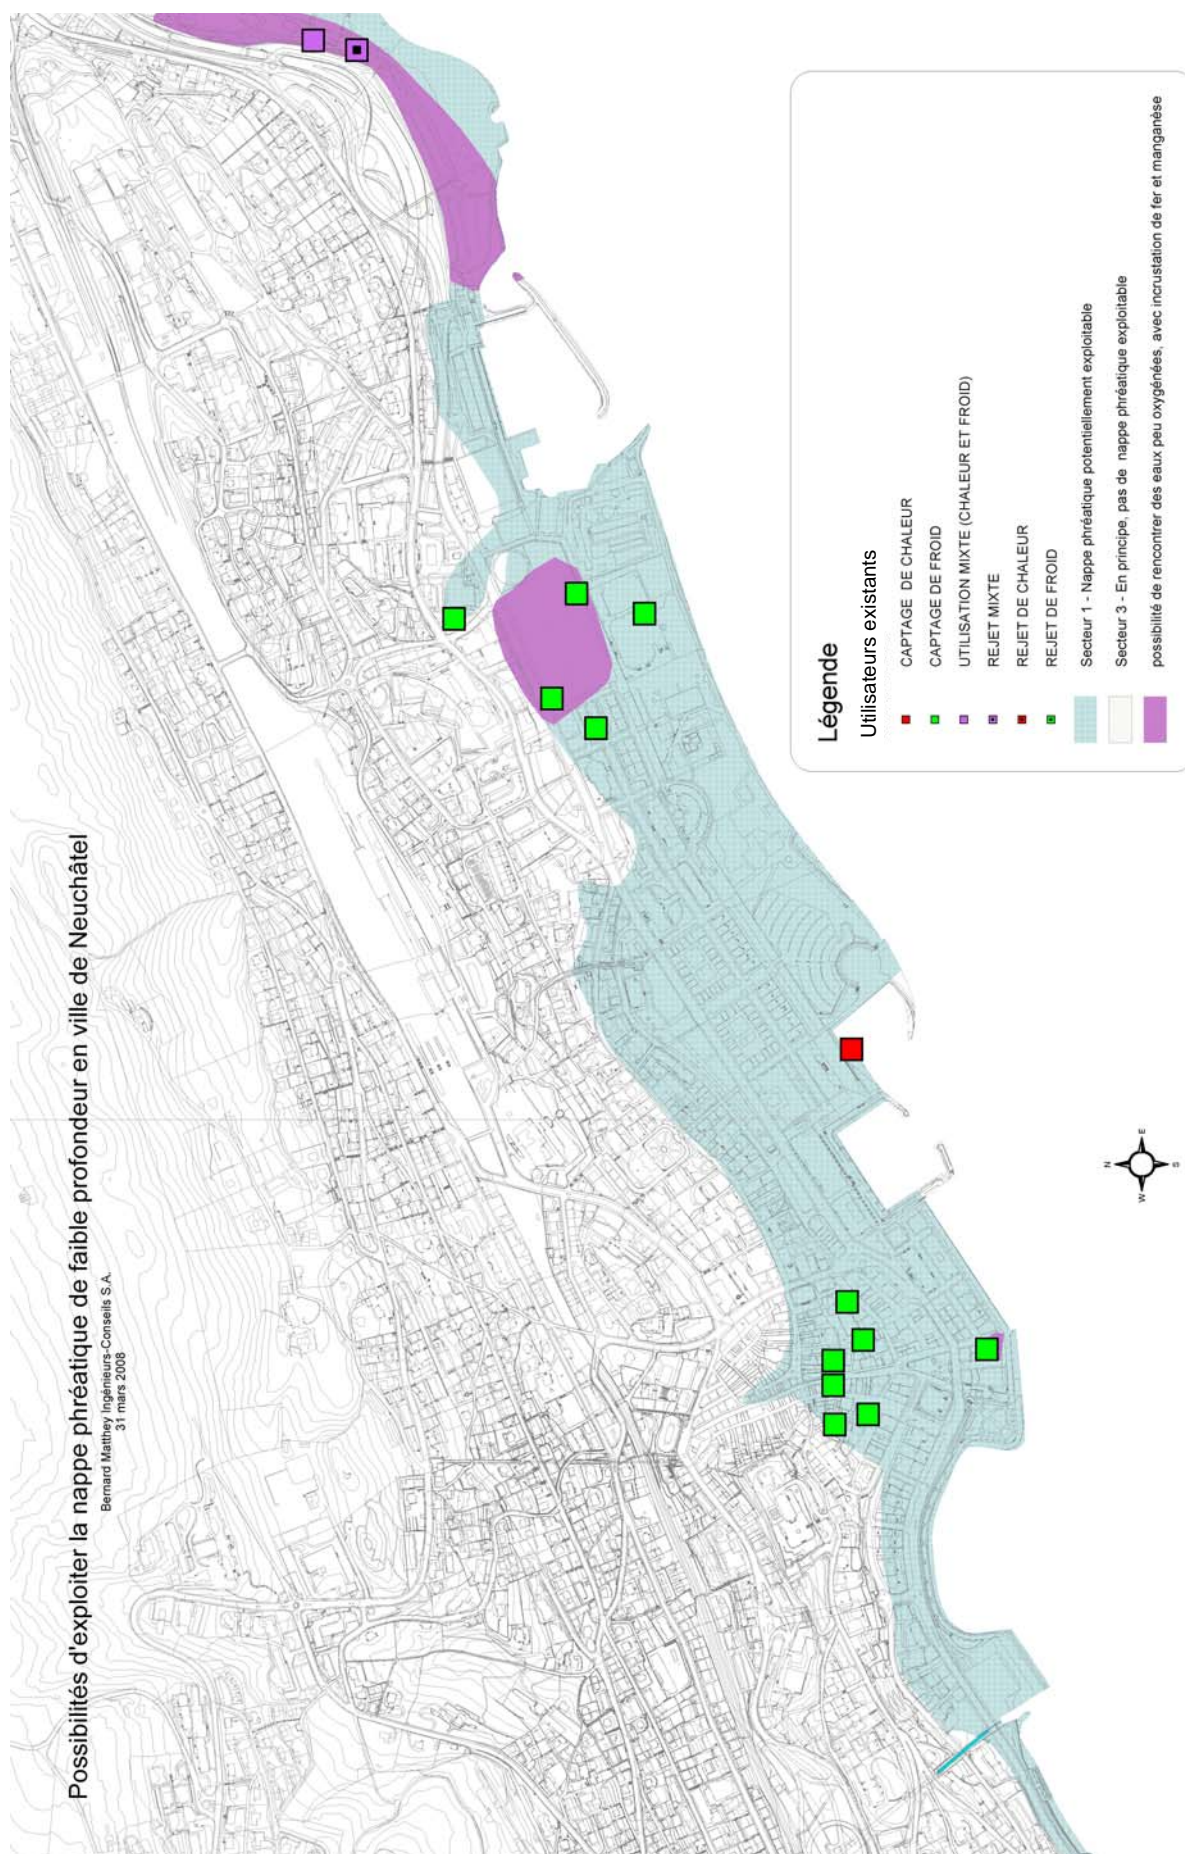 Possibilités d'exploiter la nappe phréatique de faible profondeur en ville de Neuchâtel
Bernard Matthey Ingénieurs-Conseils S.A.
31 mars 2008
N
W
E
S
Légende
Utilisateurs existants
CAPTAGE DE CHALEUR
CAPTAGE DE FROID
UTILISATION MIXTE (CHALEUR ET FROID)
REJET MIXTE
REJET DE CHALEUR
REJET DE FROID
Secteur 1 - Nappe phréatique potentiellement exploitable
Secteur 3 - En principe, pas de nappe phréatique exploitable
possibilité de rencontrer des eaux peu oxygénées, avec incrustation de fer et manganèse